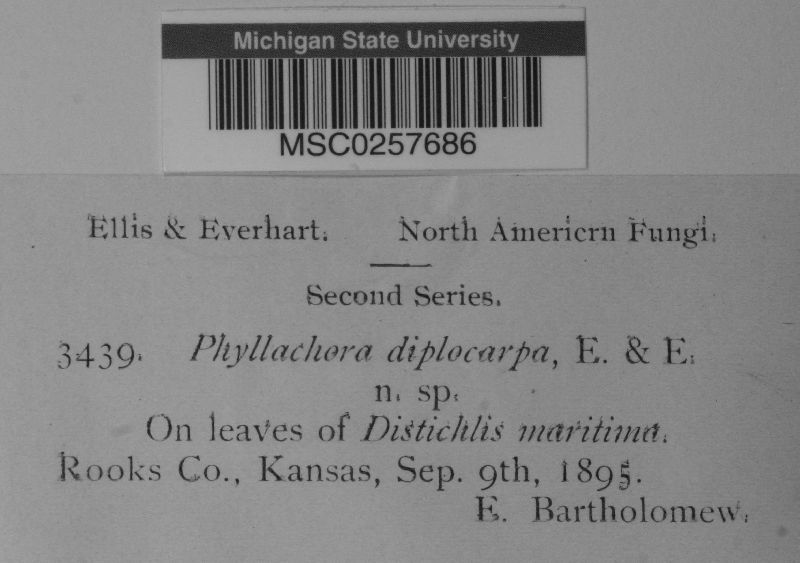 Michigan State University
MSC0257686
Ellis & Everhart. North Americrn Fungi.
Second Series.
3439. Phyllachora diplocarpa, E. & E.
n. sp.
On leaves of Distichlis maritima.
Rooks Co., Kansas, Sep. 9th, 1895.
E. Bartholomew.